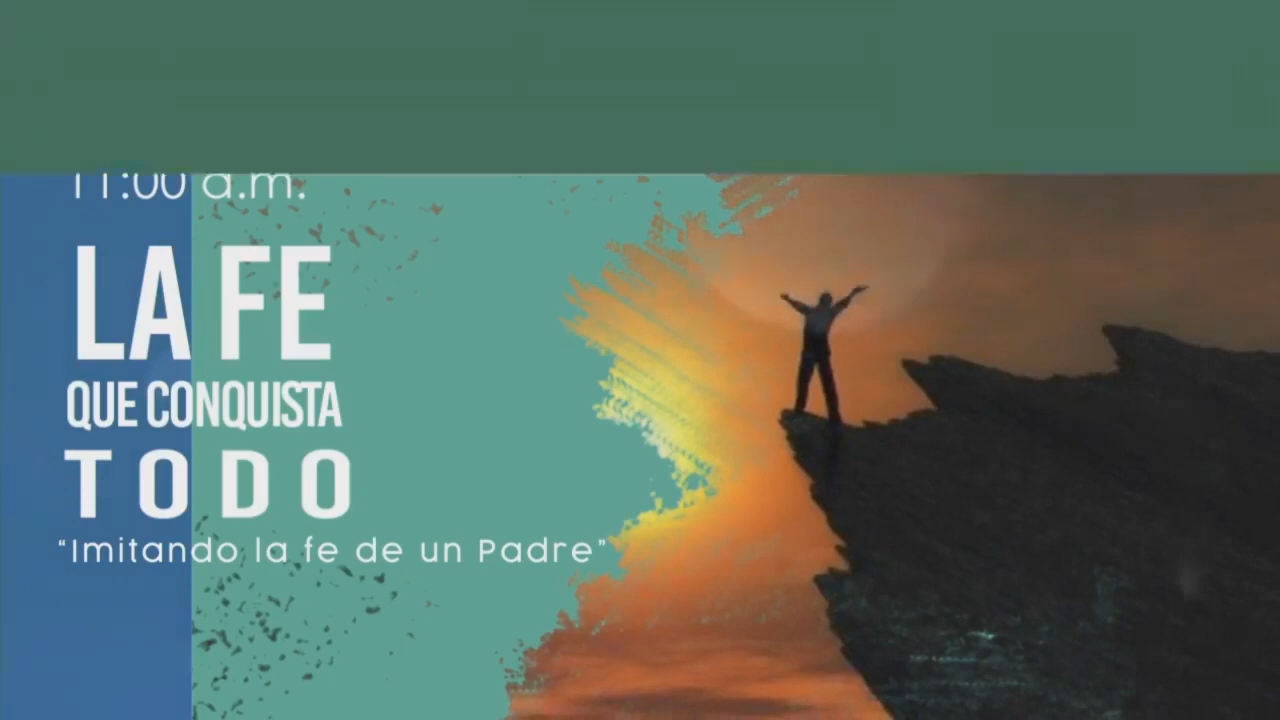 11:00 a.m.
LA FE
QUE CONQUISTA
TODO
“Imitando la fe de un Padre”